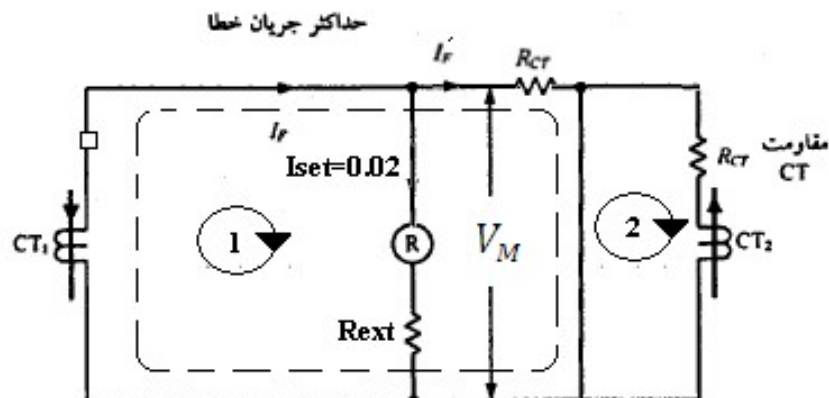 حداکثر جریان خطا
I'F
RCT
IF
Iset=0.02
RCT
مقاومت
CT
CT₁
1
R
VM
2
CT₂
Rext